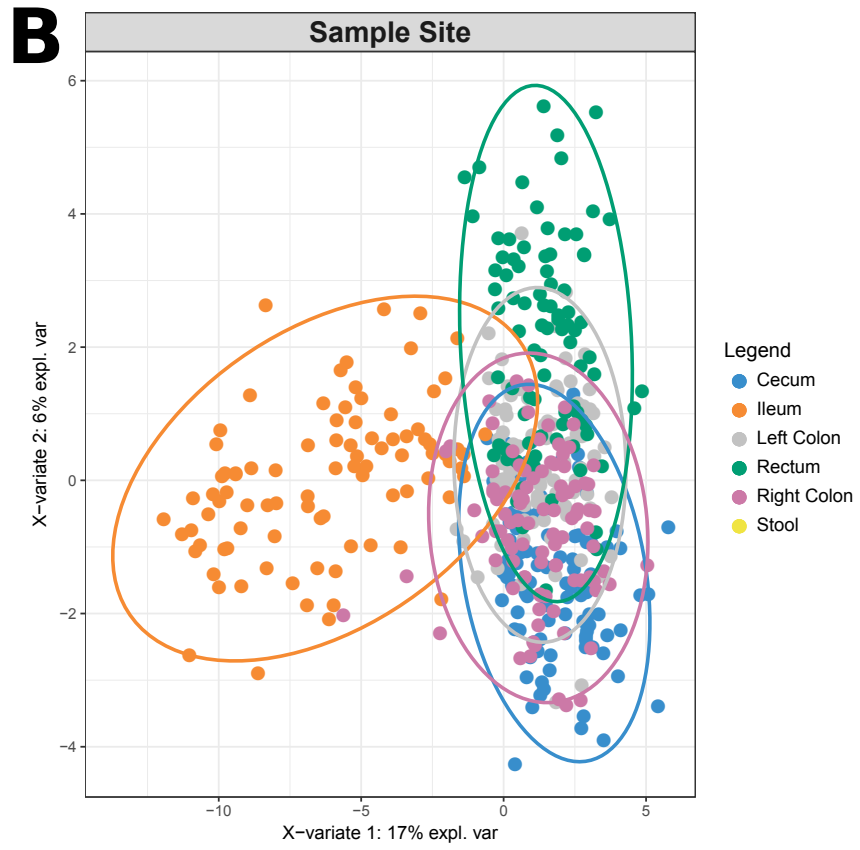 B
Sample Site
6
4
2
0
−2
−4
−10
−5
0
5
X−variate 2: 6% expl. var
X−variate 1: 17% expl. var
Legend
Cecum
Ileum
Left Colon
Rectum
Right Colon
Stool